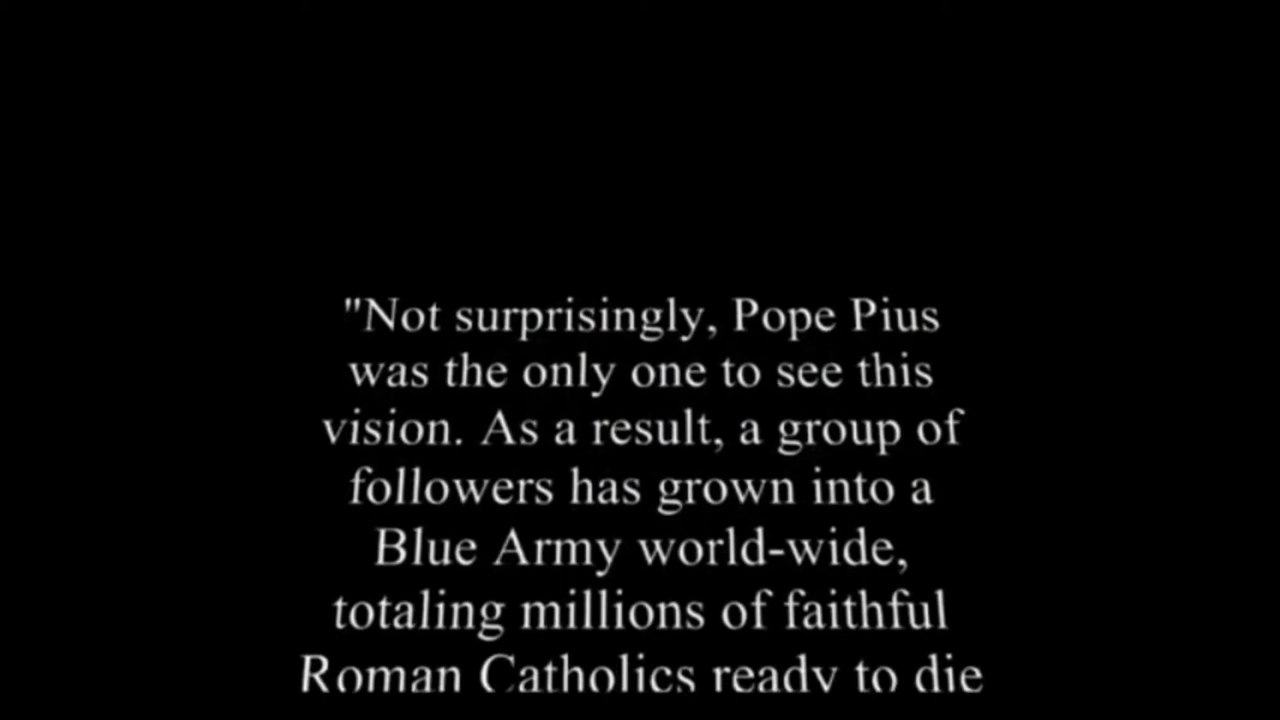 "Not surprisingly, Pope Pius
was the only one to see this
vision. As a result, a group of
followers has grown into a
Blue Army world-wide,
totaling millions of faithful
Roman Catholics ready to die